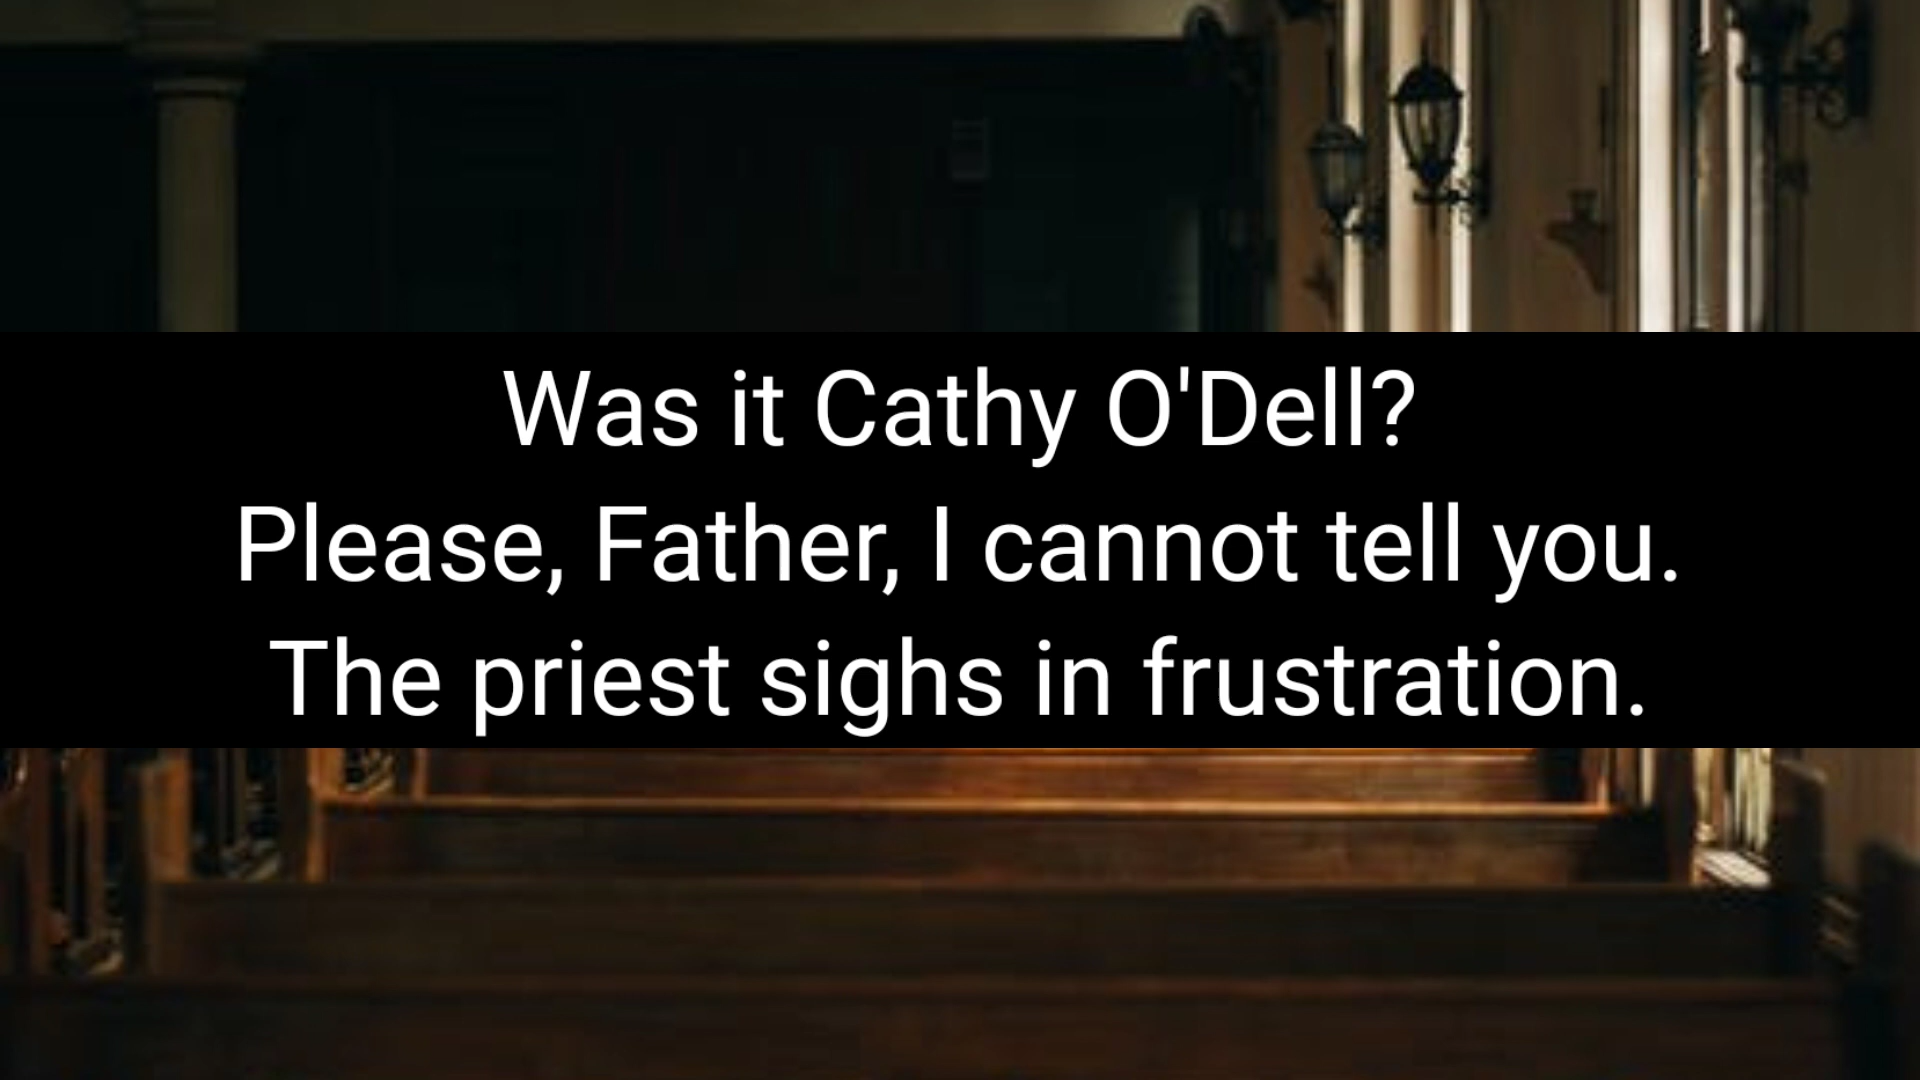 Was it Cathy O'Dell?
Please, Father, I cannot tell you.
The priest sighs in frustration.